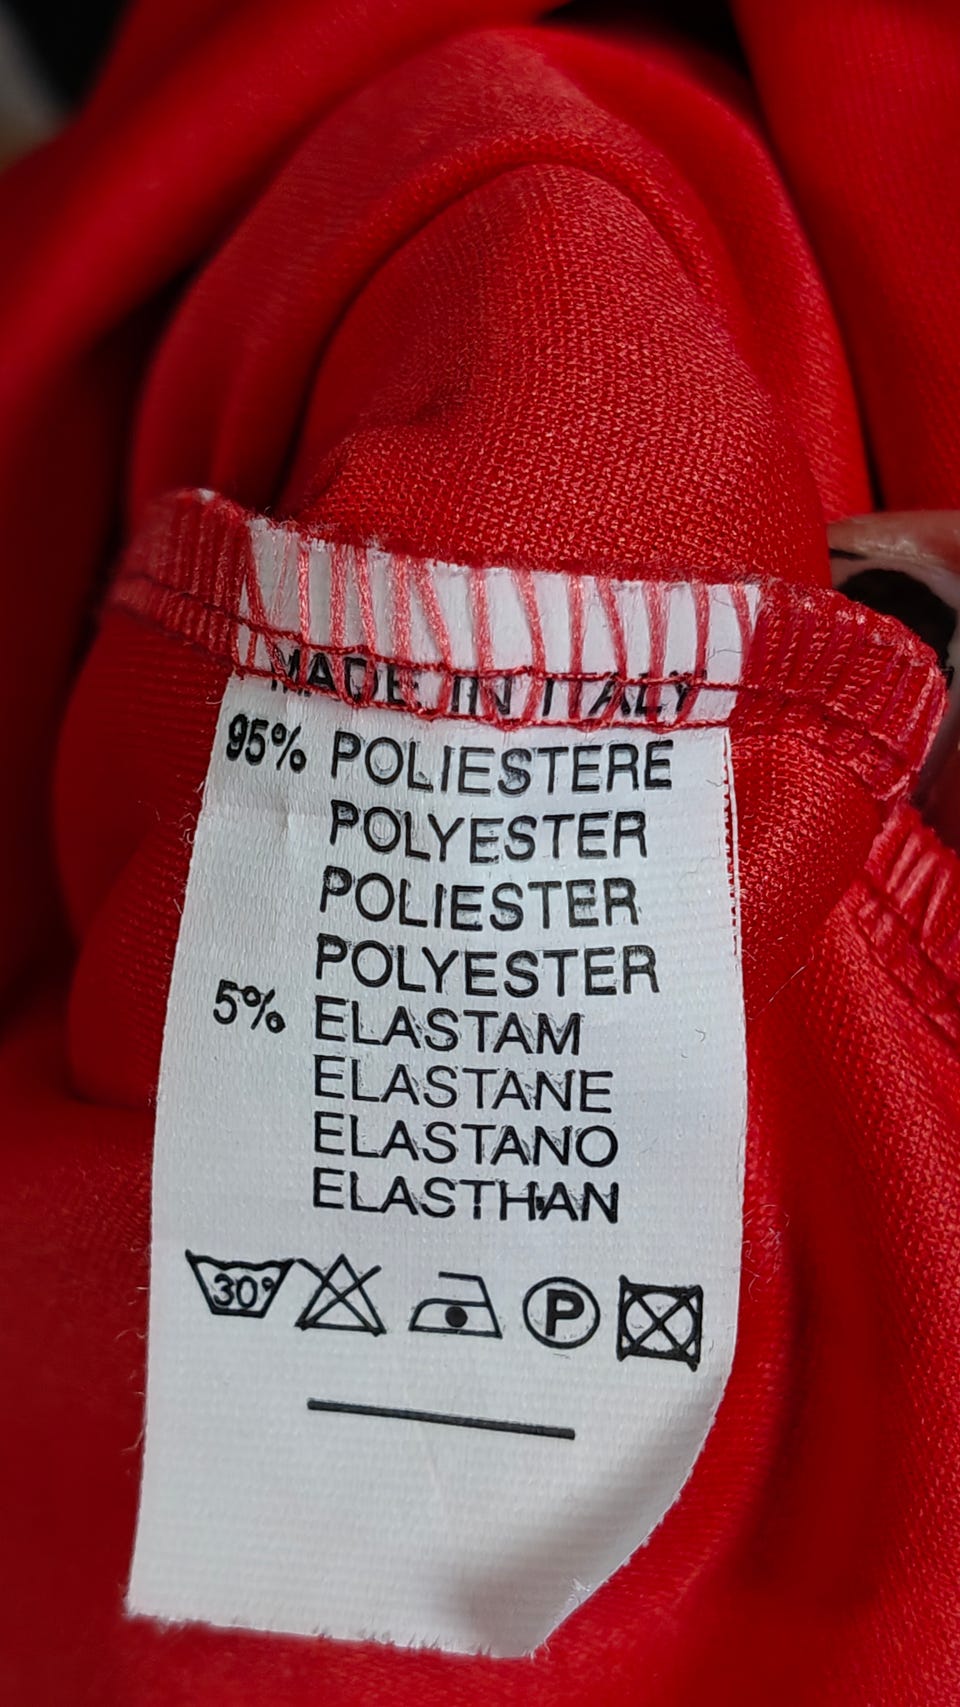 MADE IN ITALY
95% POLIESTERE
POLYESTER
POLIESTER
POLYESTER
5% ELASTAM
ELASTANE
ELASTANO
ELASTHAN
30° P